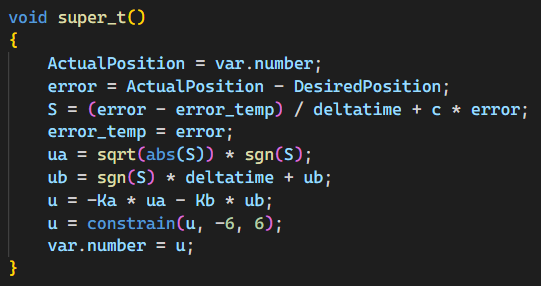 void super_t()
{
    ActualPosition = var.number;
    error = ActualPosition - DesiredPosition;
    S = (error - error_temp) / deltatime + c * error;
    error_temp = error;
    ua = sqrt(abs(S)) * sgn(S);
    ub = sgn(S) * deltatime + ub;
    u = -Ka * ua - Kb * ub;
    u = constrain(u, -6, 6);
    var.number = u;
}